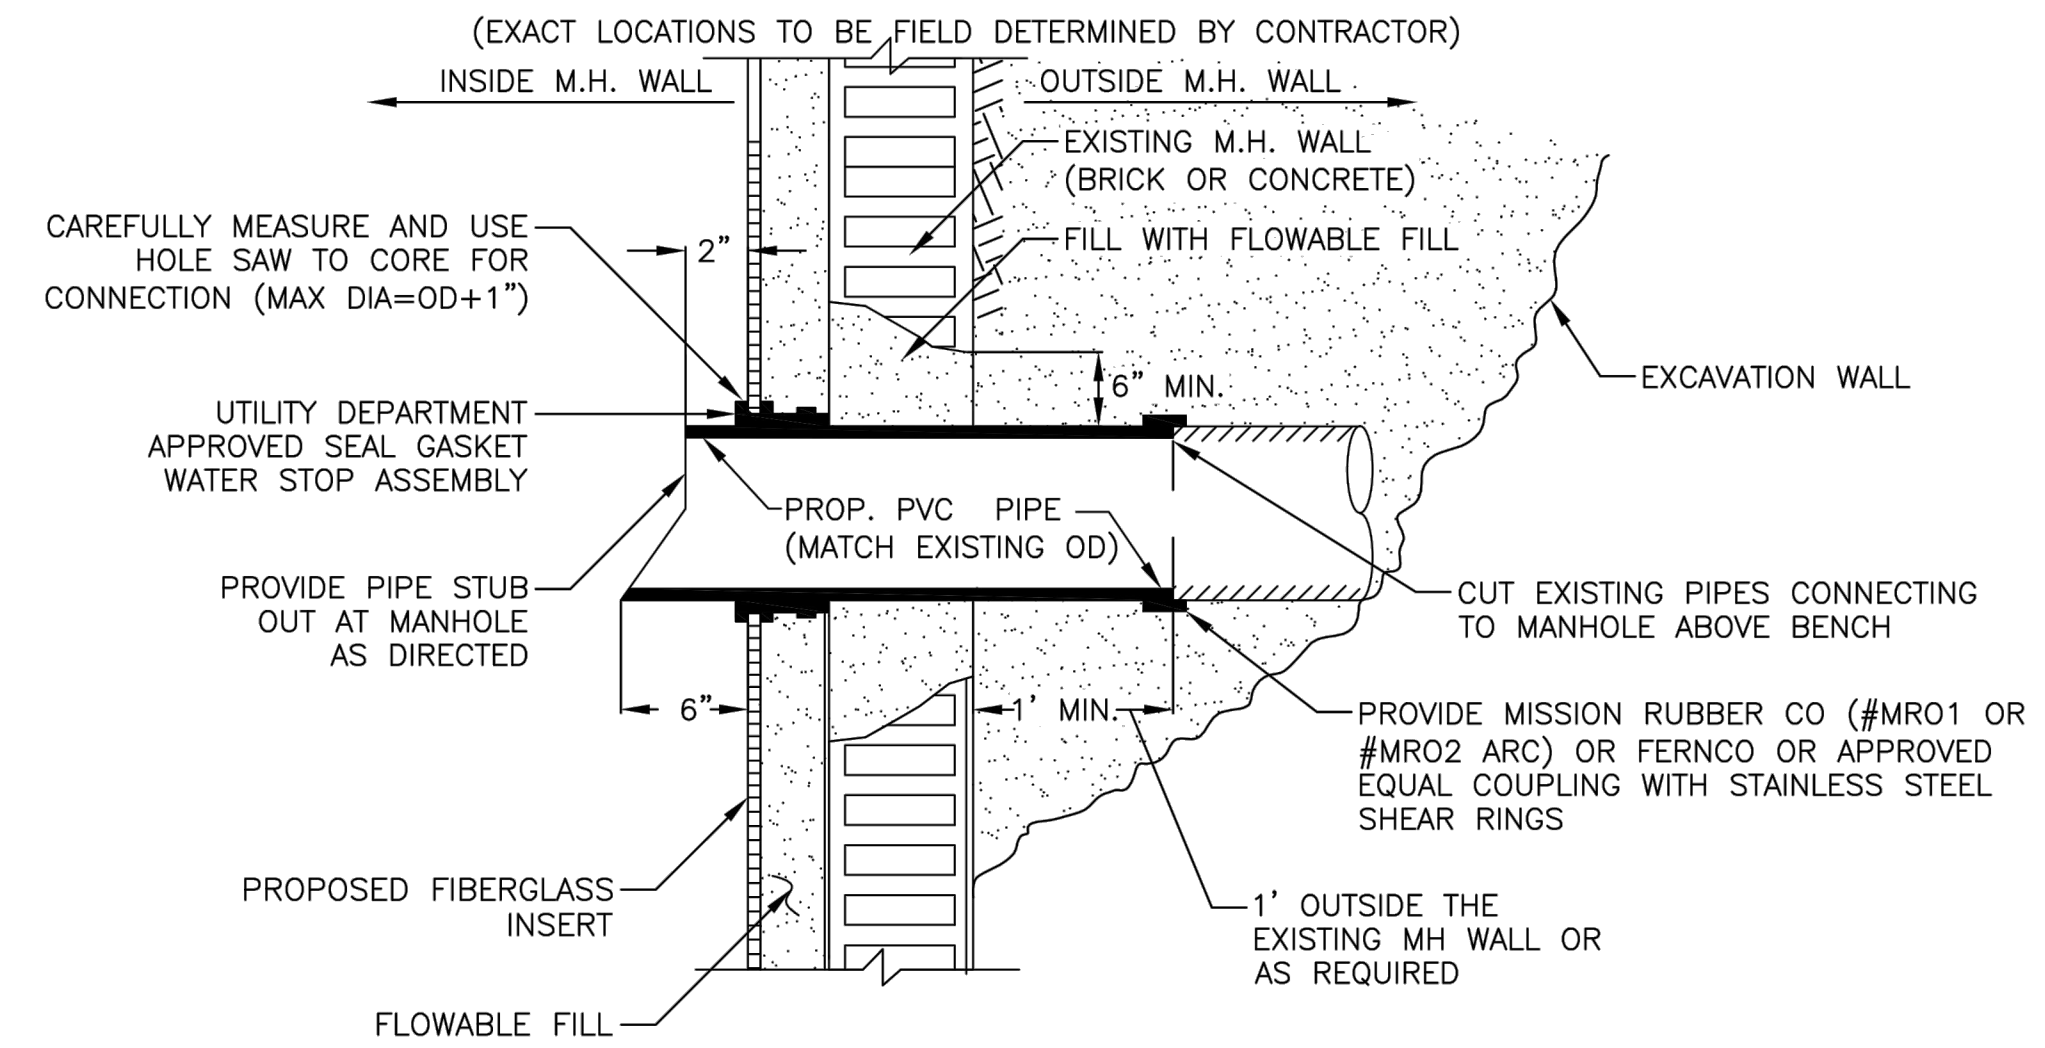 (EXACT LOCATIONS TO BE FIELD DETERMINED BY CONTRACTOR)
INSIDE M.H. WALL
OUTSIDE M.H. WALL
EXISTING M.H. WALL
(BRICK OR CONCRETE)
CAREFULLY MEASURE AND USE
HOLE SAW TO CORE FOR
CONNECTION (MAX DIA=OD+1")
2"
FILL WITH FLOWABLE FILL
EXCAVATION WALL
6" MIN.
UTILITY DEPARTMENT
APPROVED SEAL GASKET
WATER STOP ASSEMBLY
PROP. PVC PIPE
(MATCH EXISTING OD)
PROVIDE PIPE STUB
OUT AT MANHOLE
AS DIRECTED
CUT EXISTING PIPES CONNECTING
TO MANHOLE ABOVE BENCH
6"
1' MIN.
PROVIDE MISSION RUBBER CO (#MR01 OR
#MR02 ARC) OR FERNCO OR APPROVED
EQUAL COUPLING WITH STAINLESS STEEL
SHEAR RINGS
PROPOSED FIBERGLASS
INSERT
1' OUTSIDE THE
EXISTING MH WALL OR
AS REQUIRED
FLOWABLE FILL